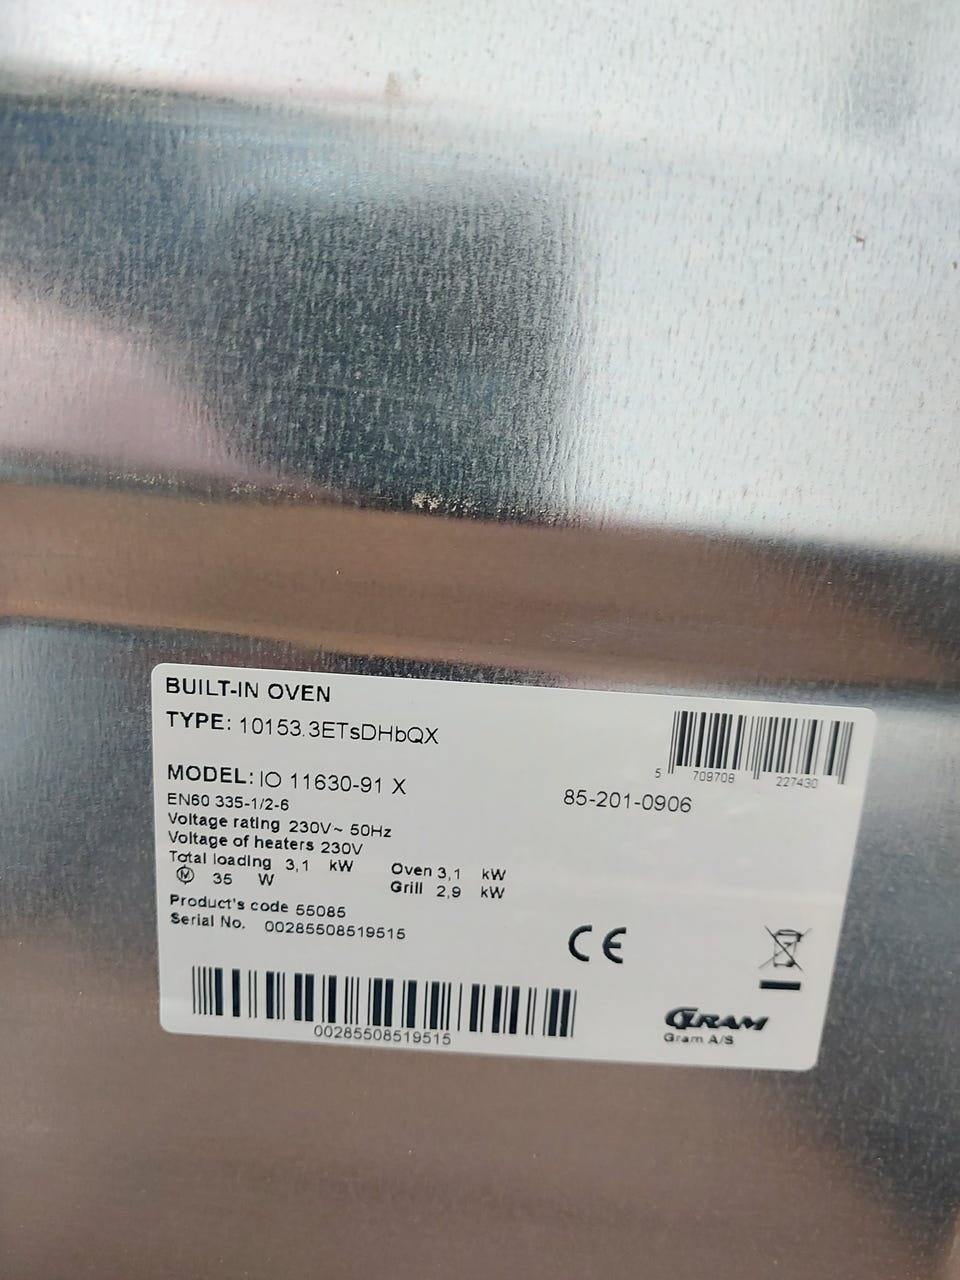 BUILT-IN OVEN
TYPE: 10153.3ETsDHbQX
5 709708 227430
MODEL: IO 11630-91 X
85-201-0906
EN60 335-1/2-6
Voltage rating 230V~ 50Hz
Voltage of heaters 230V
Total loading 3,1 kW Oven 3,1 kW
M 35 W Grill 2,9 kW
Product's code 55085
Serial No. 00285508519515
CE
00285508519515
GRAM
Gram A/S